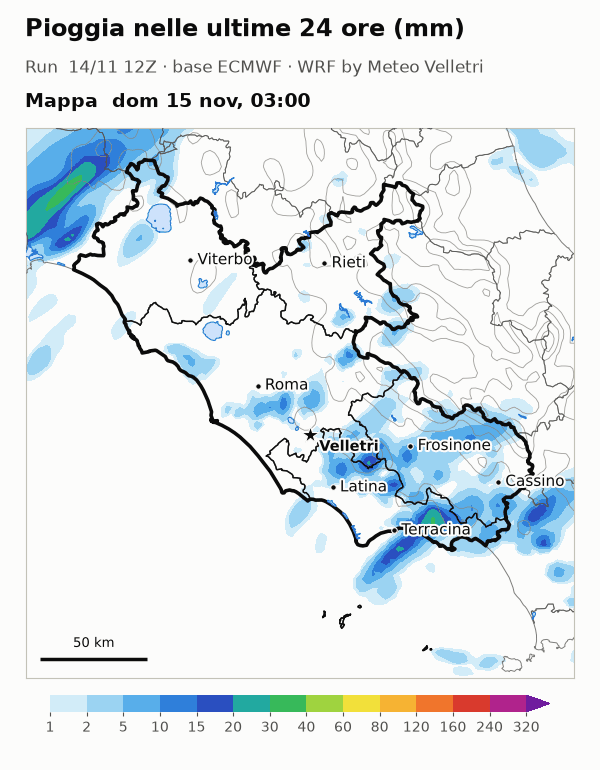 Pioggia nelle ultime 24 ore (mm)
Run  14/11 12Z · base ECMWF · WRF by Meteo Velletri
Mappa  dom 15 nov, 03:00
Viterbo
Rieti
Roma
Velletri
Frosinone
Cassino
Latina
Terracina
50 km
1 2 5 10 15 20 30 40 60 80 120 160 240 320